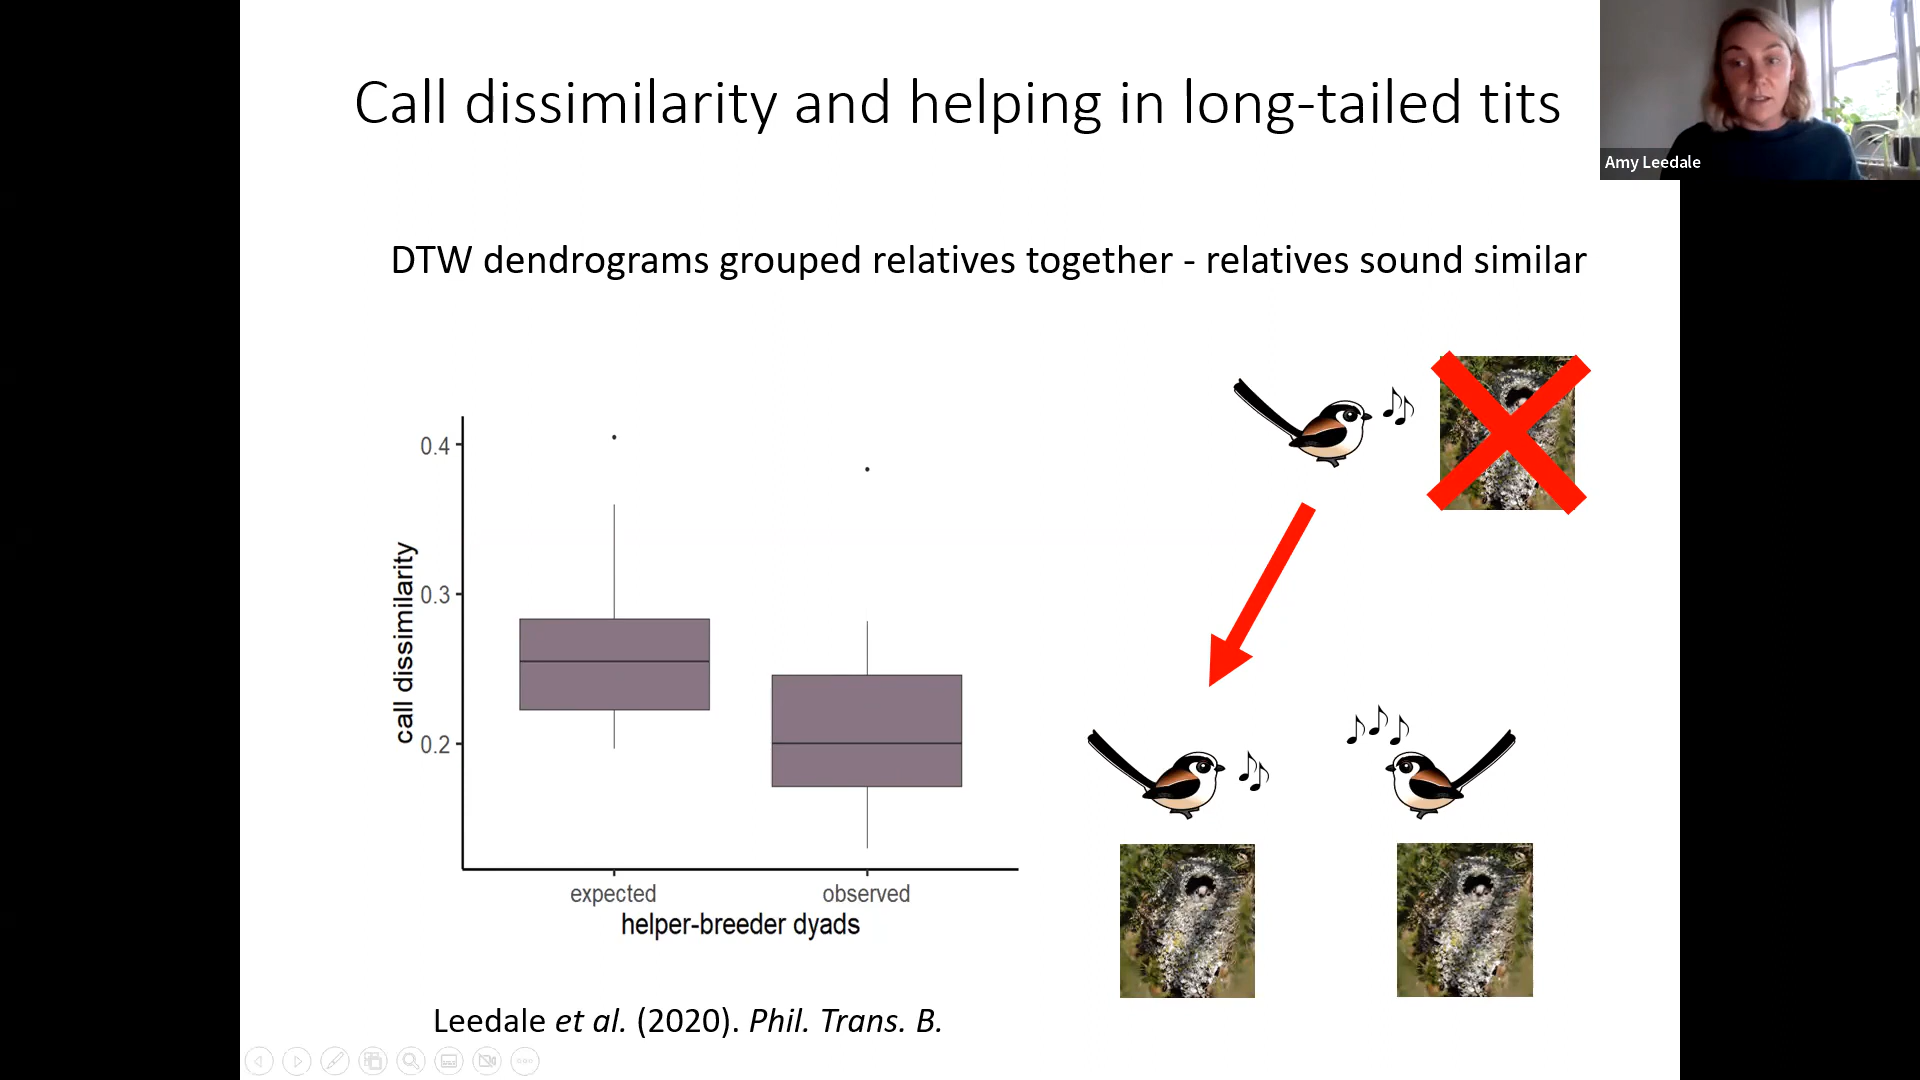 Call dissimilarity and helping in long-tailed tits
Amy Leedale
DTW dendrograms grouped relatives together - relatives sound similar
call dissimilarity
0.4
0.3
0.2
expected
observed
helper-breeder dyads
Leedale et al. (2020). Phil. Trans. B.